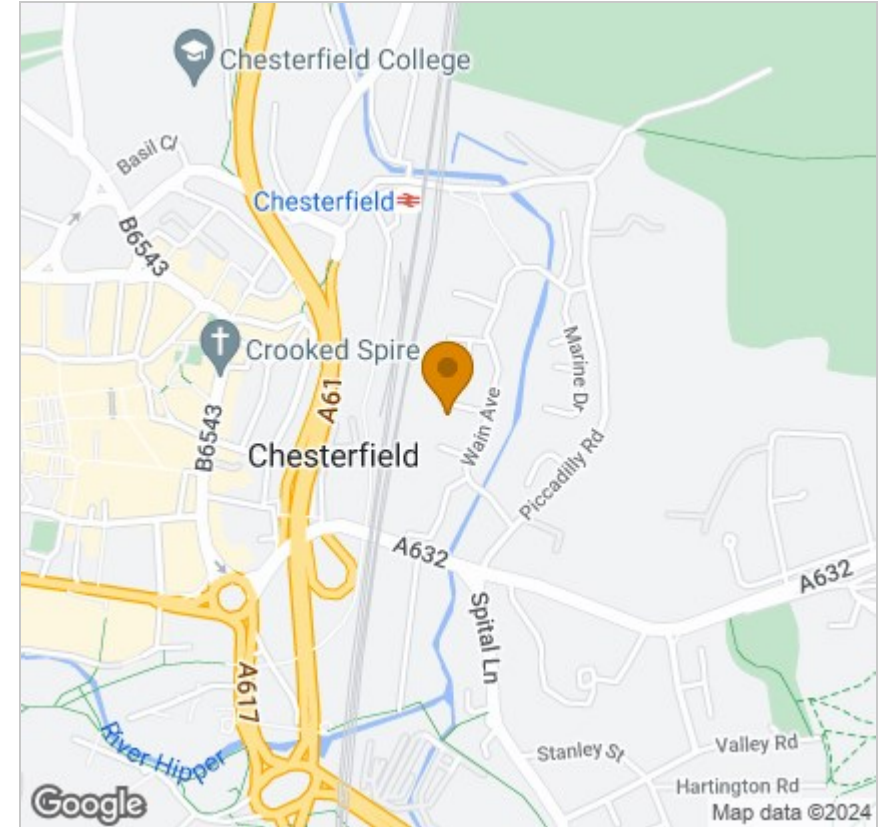 Chesterfield College
Basil Cl
Chesterfield
B6543
Marine Dr
Crooked Spire
A61
B6543
Wain Ave
Chesterfield
Piccadilly Rd
A632
A632
Spital Ln
A617
River Hipper
Stanley St
Valley Rd
Hartington Rd
Google
Map data ©2024